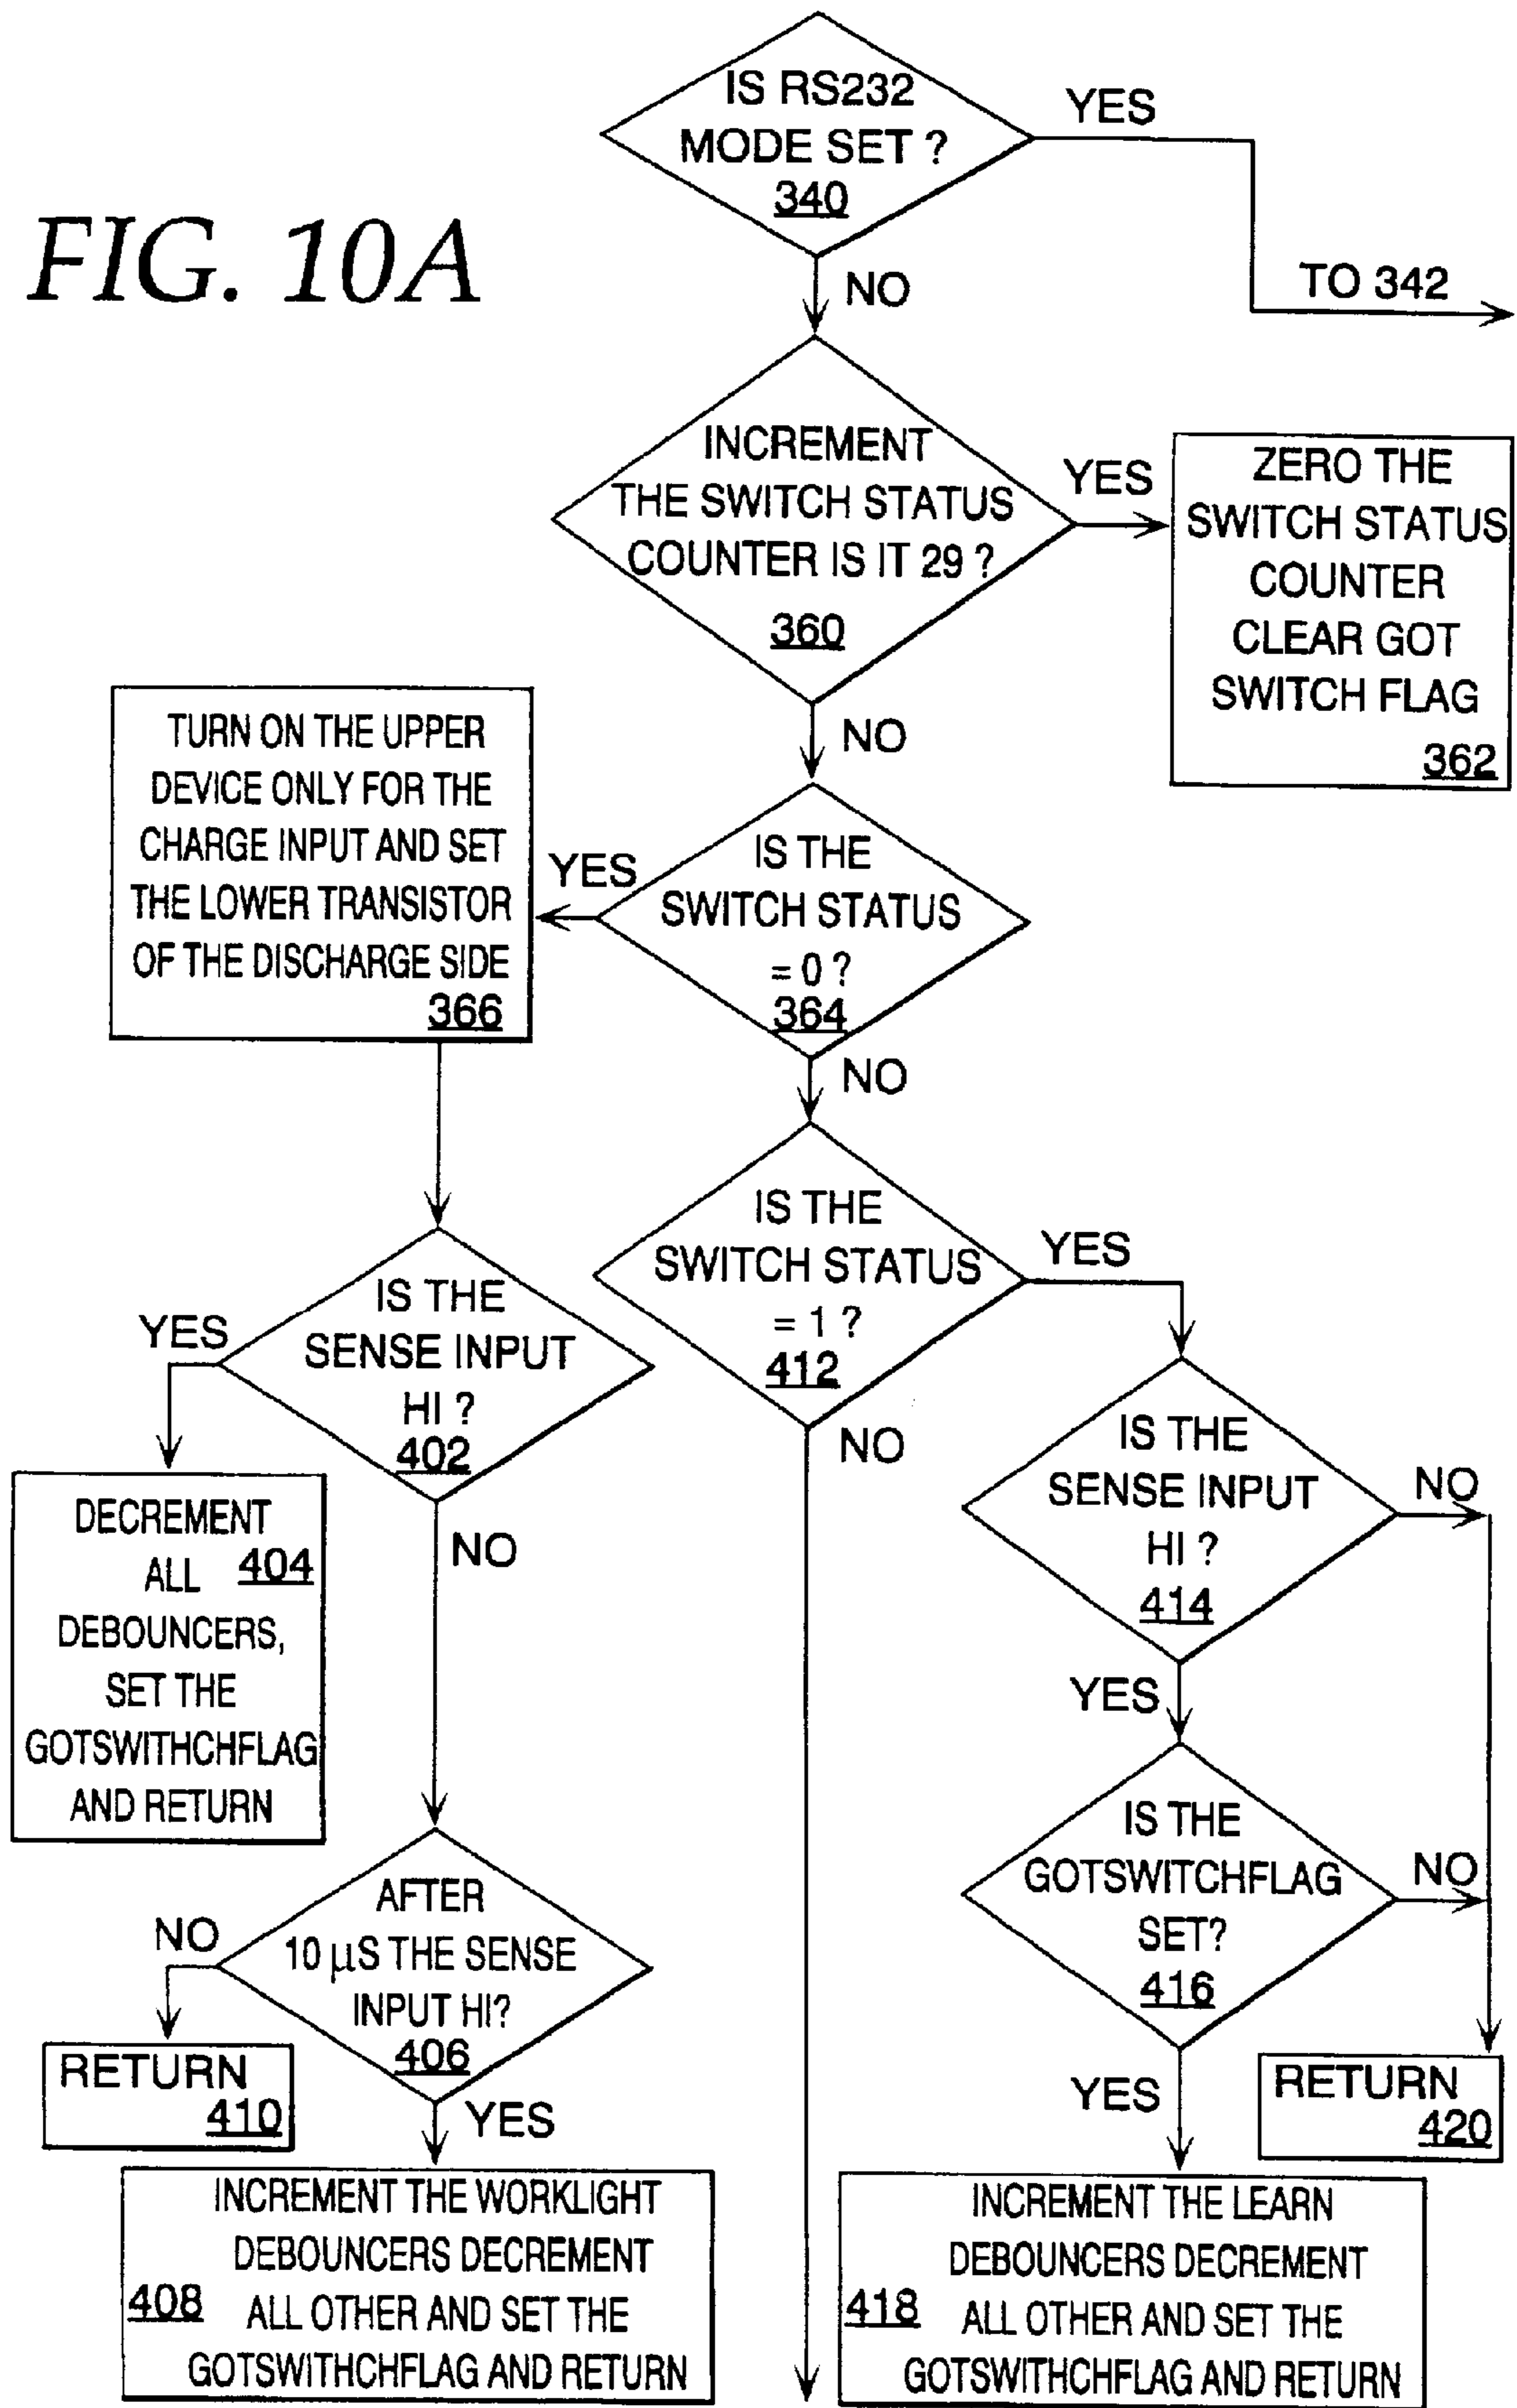 FIG. 10A
IS RS232
MODE SET ?
340
YES
TO 342
NO
INCREMENT
THE SWITCH STATUS
COUNTER IS IT 29 ?
360
YES
ZERO THE
SWITCH STATUS
COUNTER
CLEAR GOT
SWITCH FLAG
362
NO
IS THE
SWITCH STATUS
= 0 ?
364
YES
TURN ON THE UPPER
DEVICE ONLY FOR THE
CHARGE INPUT AND SET
THE LOWER TRANSISTOR
OF THE DISCHARGE SIDE
366
NO
IS THE
SWITCH STATUS
= 1 ?
412
YES
NO
IS THE
SENSE INPUT
HI ?
402
YES
DECREMENT
ALL 404
DEBOUNCERS,
SET THE
GOTSWITHCHFLAG
AND RETURN
NO
AFTER
10 μS THE SENSE
INPUT HI?
406
NO
RETURN
410
YES
INCREMENT THE WORKLIGHT
DEBOUNCERS DECREMENT
408 ALL OTHER AND SET THE
GOTSWITHCHFLAG AND RETURN
IS THE
SENSE INPUT
HI ?
414
NO
YES
IS THE
GOTSWITCHFLAG
SET?
416
NO
RETURN
420
YES
INCREMENT THE LEARN
DEBOUNCERS DECREMENT
418 ALL OTHER AND SET THE
GOTSWITHCHFLAG AND RETURN